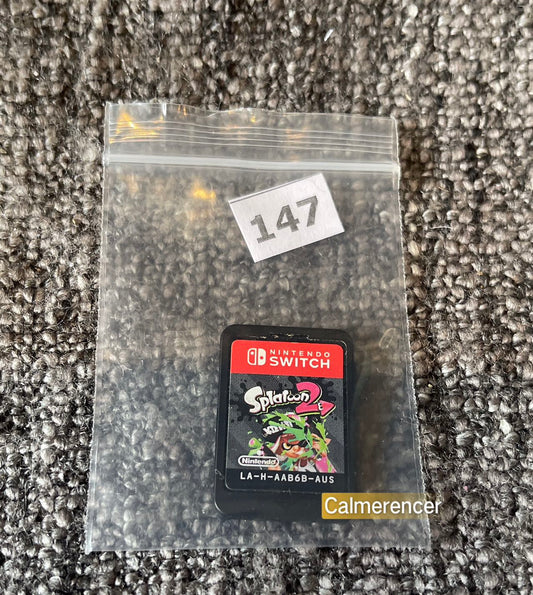 147
NINTENDO
SWITCH
Splatoon 2
Nintendo
LA-H-AAB6B-AUS
Calmerencer